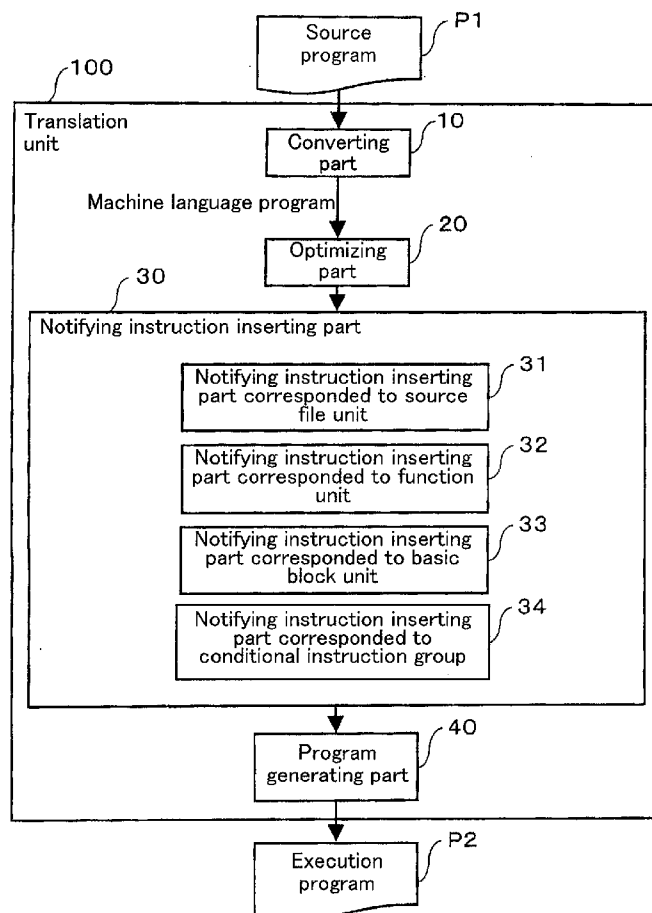 Source
program
P1
100
Translation
unit
10
Converting
part
Machine language program
20
Optimizing
part
30
Notifying instruction inserting part
31
Notifying instruction inserting
part corresponded to source
file unit
32
Notifying instruction inserting
part corresponded to function
unit
33
Notifying instruction inserting
part corresponded to basic
block unit
34
Notifying instruction inserting
part corresponded to
conditional instruction group
40
Program
generating part
P2
Execution
program